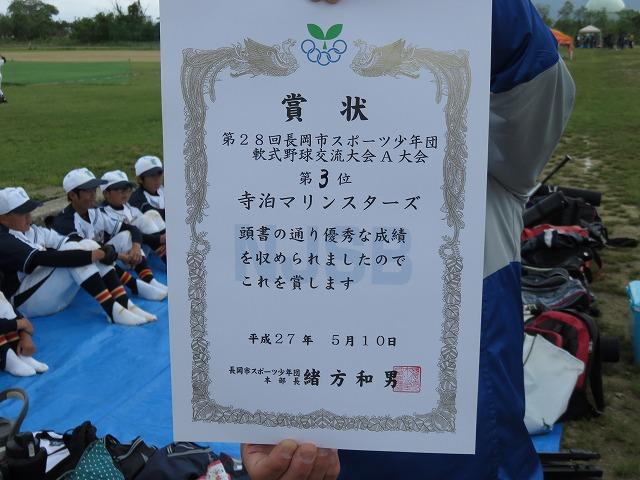 賞状
第28回長岡市スポーツ少年団
軟式野球交流大会A大会
第3位
寺泊マリンスターズ
頭書の通り優秀な成績
を収められましたので
これを賞します
平成27年 5月10日
長岡市スポーツ少年団
本部長 緒方和男